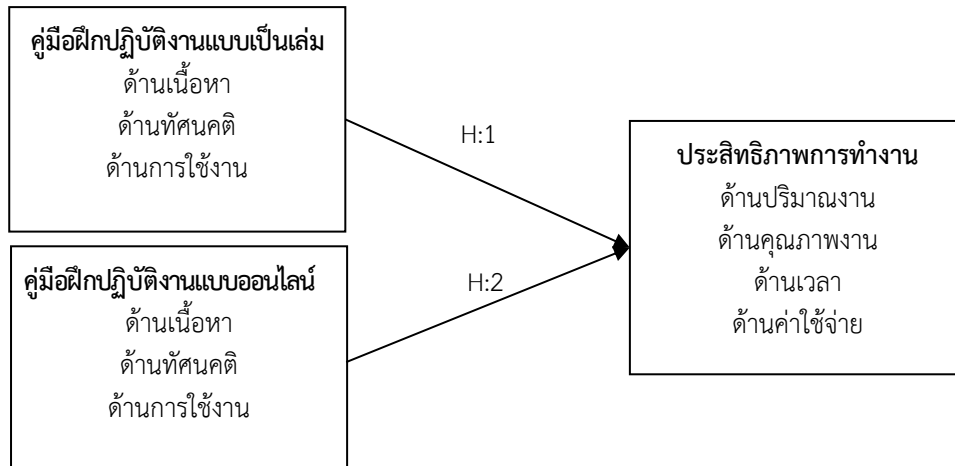 คู่มือฝึกปฏิบัติงานแบบเป็นเล่ม
ด้านเนื้อหา
ด้านทัศนคติ
ด้านการใช้งาน
H:1
ประสิทธิภาพการทำงาน
ด้านปริมาณงาน
ด้านคุณภาพงาน
ด้านเวลา
ด้านค่าใช้จ่าย
คู่มือฝึกปฏิบัติงานแบบออนไลน์
ด้านเนื้อหา
ด้านทัศนคติ
ด้านการใช้งาน
H:2